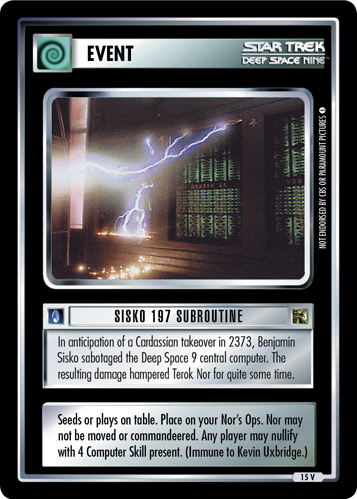 EVENT
STAR TREK
DEEP SPACE NINE™
NOT ENDORSED BY CBS OR PARAMOUNT PICTURES
SISKO 197 SUBROUTINE
In anticipation of a Cardassian takeover in 2373, Benjamin
Sisko sabotaged the Deep Space 9 central computer. The
resulting damage hampered Terok Nor for quite some time.
Seeds or plays on table. Place on your Nor's Ops. Nor may
not be moved or commandeered. Any player may nullify
with 4 Computer Skill present. (Immune to Kevin Uxbridge.)
15 V